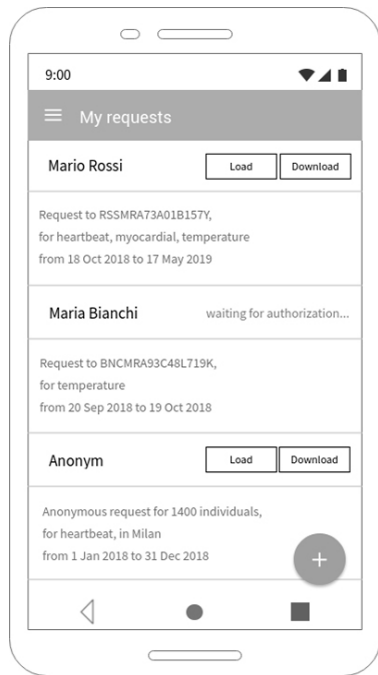 9:00
My requests
Mario Rossi Load Download
Request to RSSMRA73A01B157Y,
for heartbeat, myocardial, temperature
from 18 Oct 2018 to 17 May 2019
Maria Bianchi waiting for authorization...
Request to BNCMRA93C48L719K,
for temperature
from 20 Sep 2018 to 19 Oct 2018
Anonym Load Download
Anonymous request for 1400 individuals,
for heartbeat, in Milan
from 1 Jan 2018 to 31 Dec 2018
+